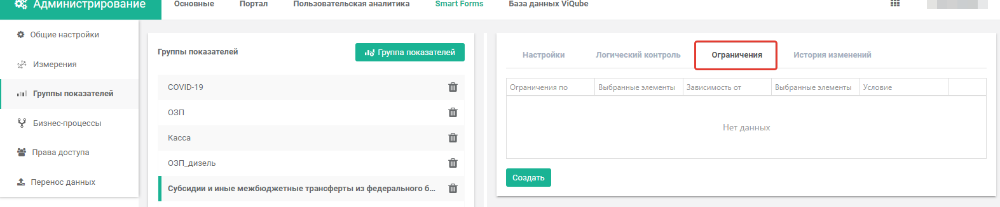 Администрирование
Основные
Портал
Пользовательская аналитика
Smart Forms
База данных ViQube
Общие настройки
Измерения
Группы показателей
Бизнес-процессы
Права доступа
Перенос данных
Группы показателей
Группа показателей
COVID-19
ОЗП
Касса
ОЗП_дизель
Субсидии и иные межбюджетные трансферты из федерального б...
Настройки
Логический контроль
Ограничения
История изменений
Ограничения по
Выбранные элементы
Зависимость от
Выбранные элементы
Условие
Нет данных
Создать